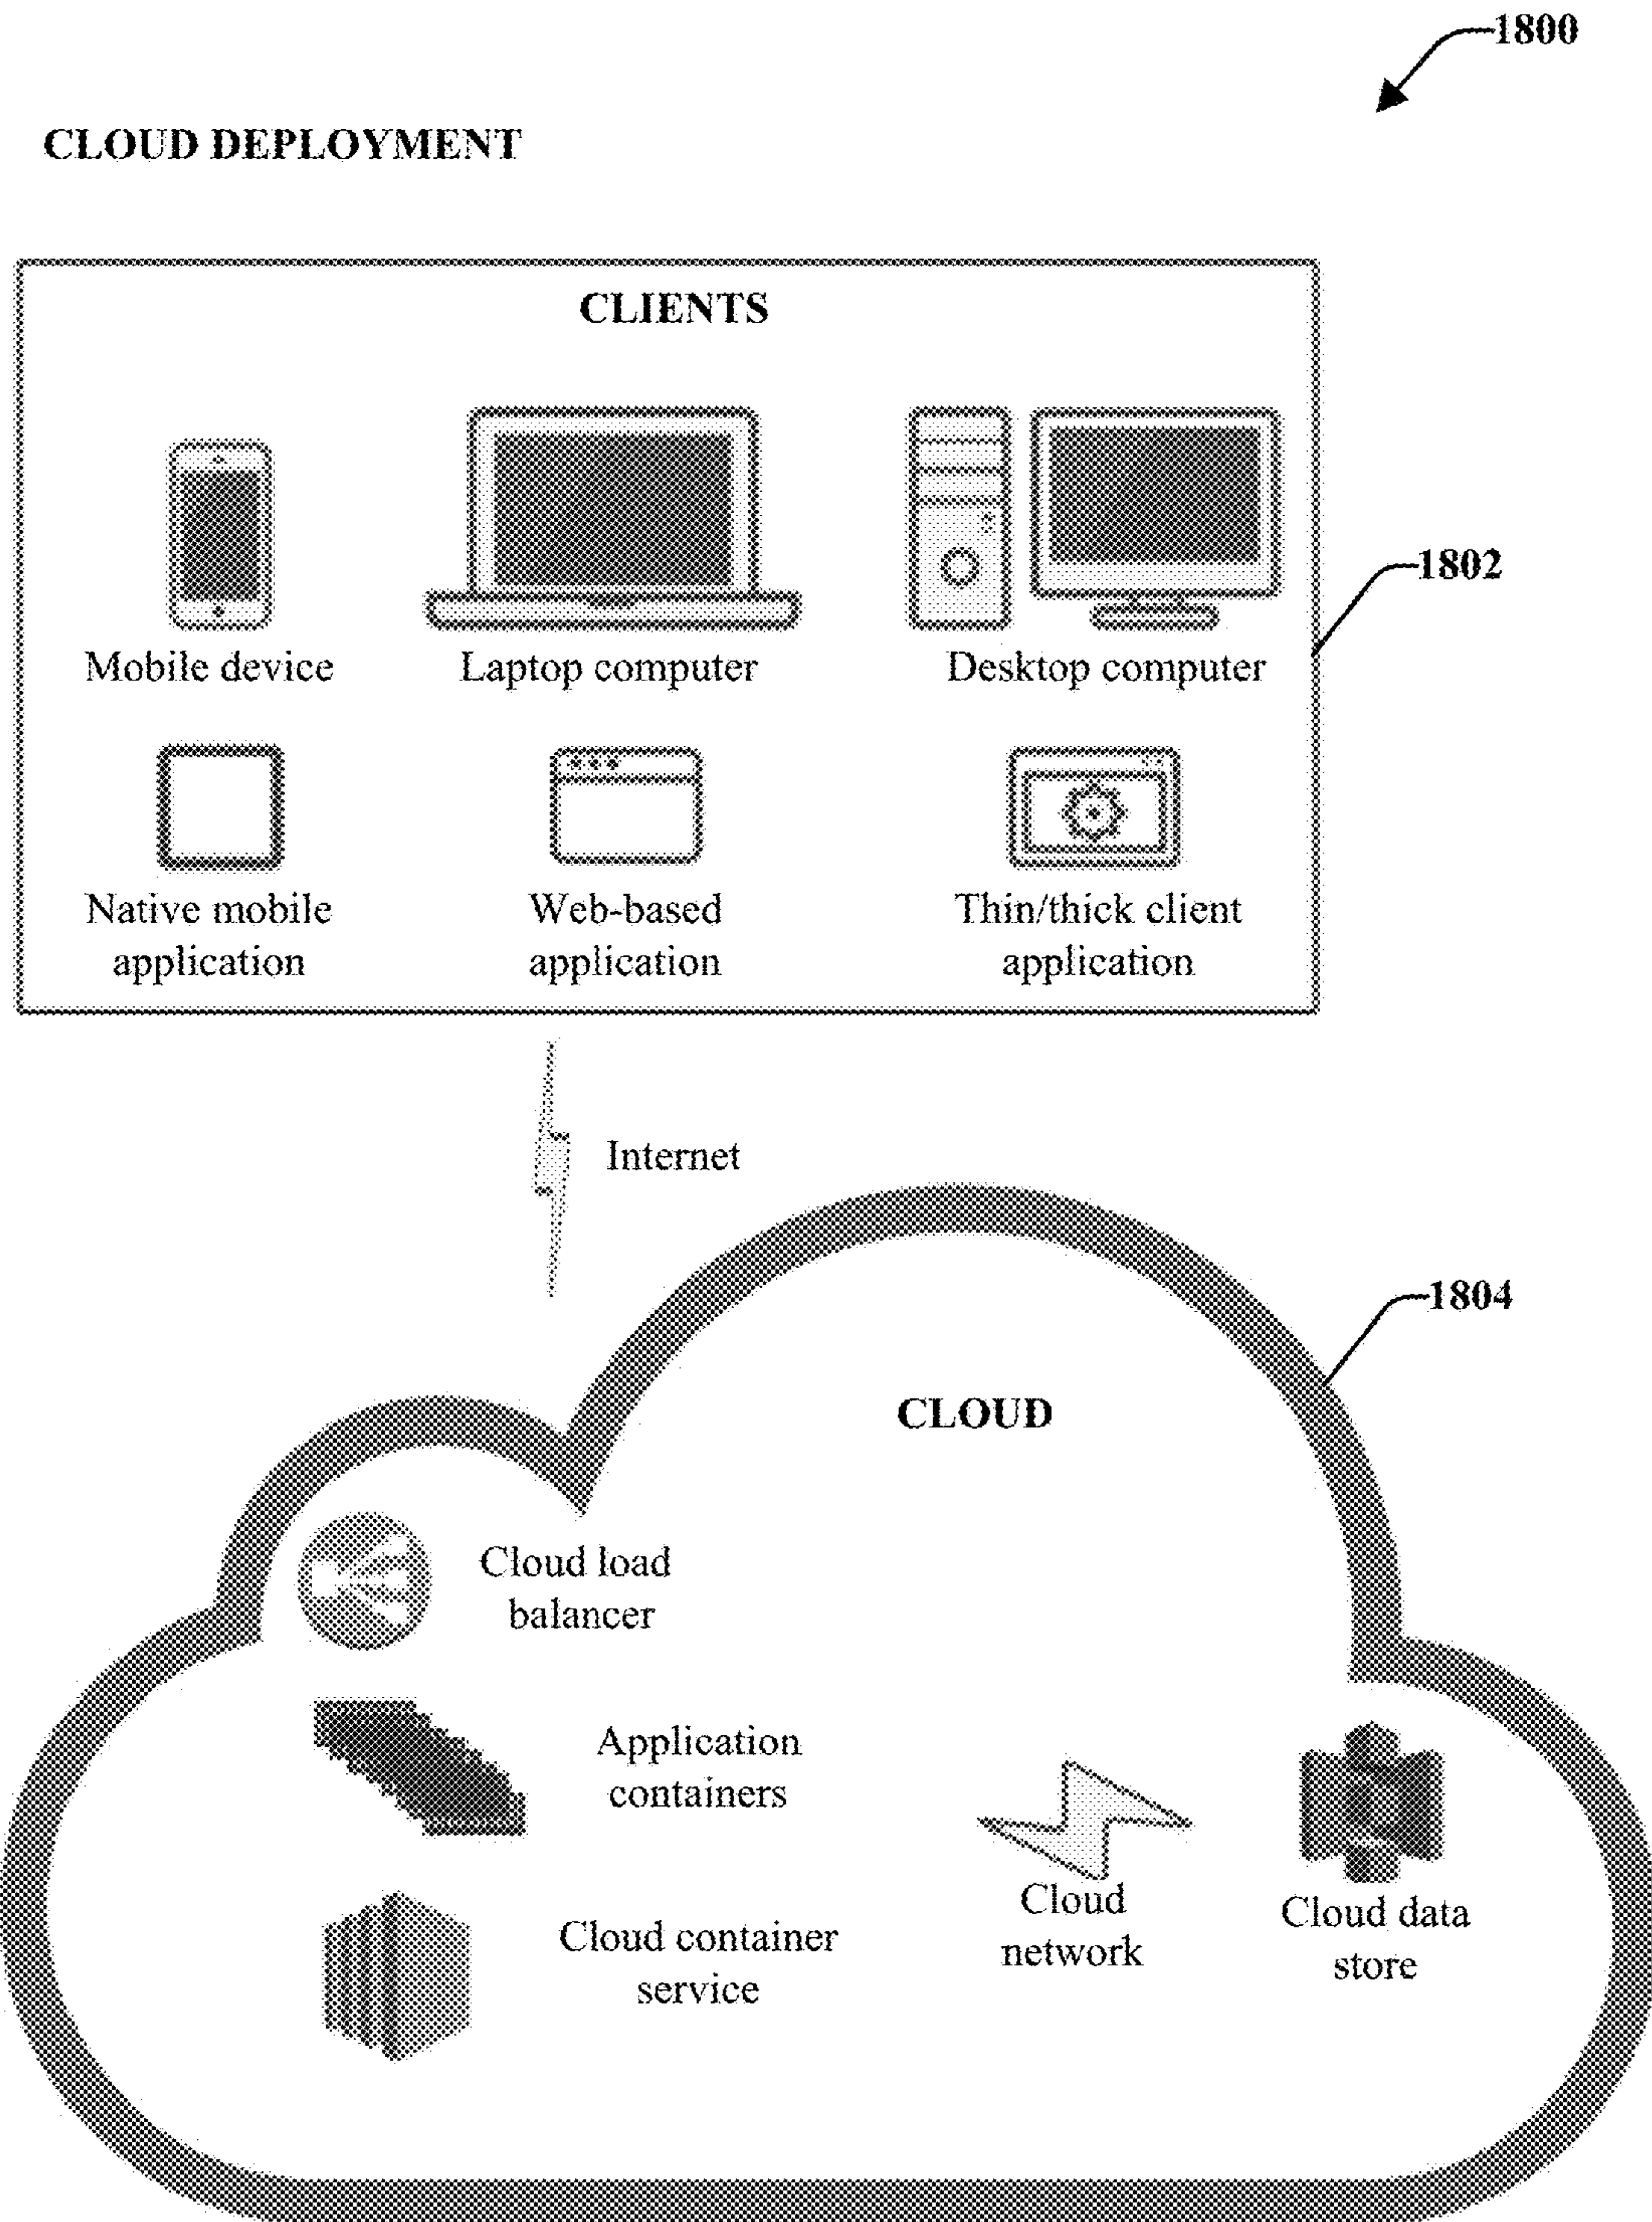 1800
CLOUD DEPLOYMENT
CLIENTS
1802
Mobile device
Laptop computer
Desktop computer
Native mobile
application
Web-based
application
Thin/thick client
application
Internet
1804
CLOUD
Cloud load
balancer
Application
containers
Cloud container
service
Cloud
network
Cloud data
store